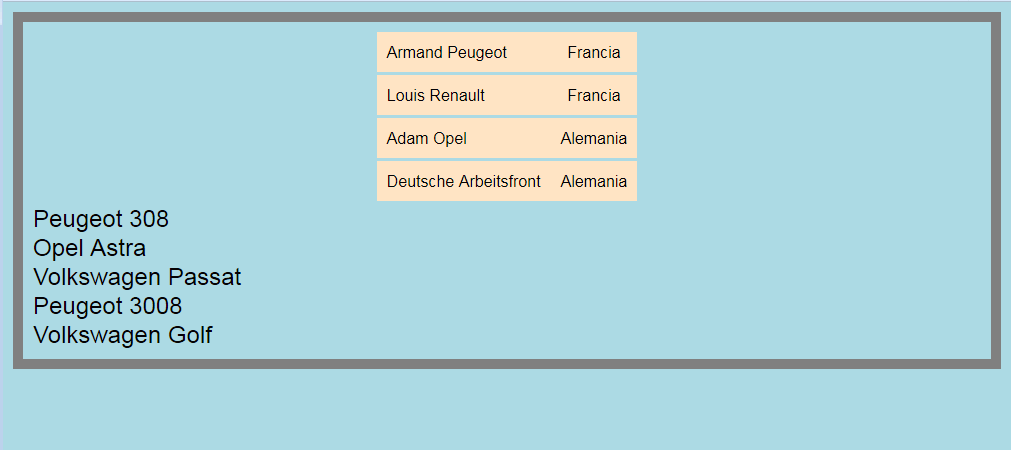 Armand Peugeot Francia
Louis Renault Francia
Adam Opel Alemania
Deutsche Arbeitsfront Alemania
Peugeot 308
Opel Astra
Volkswagen Passat
Peugeot 3008
Volkswagen Golf